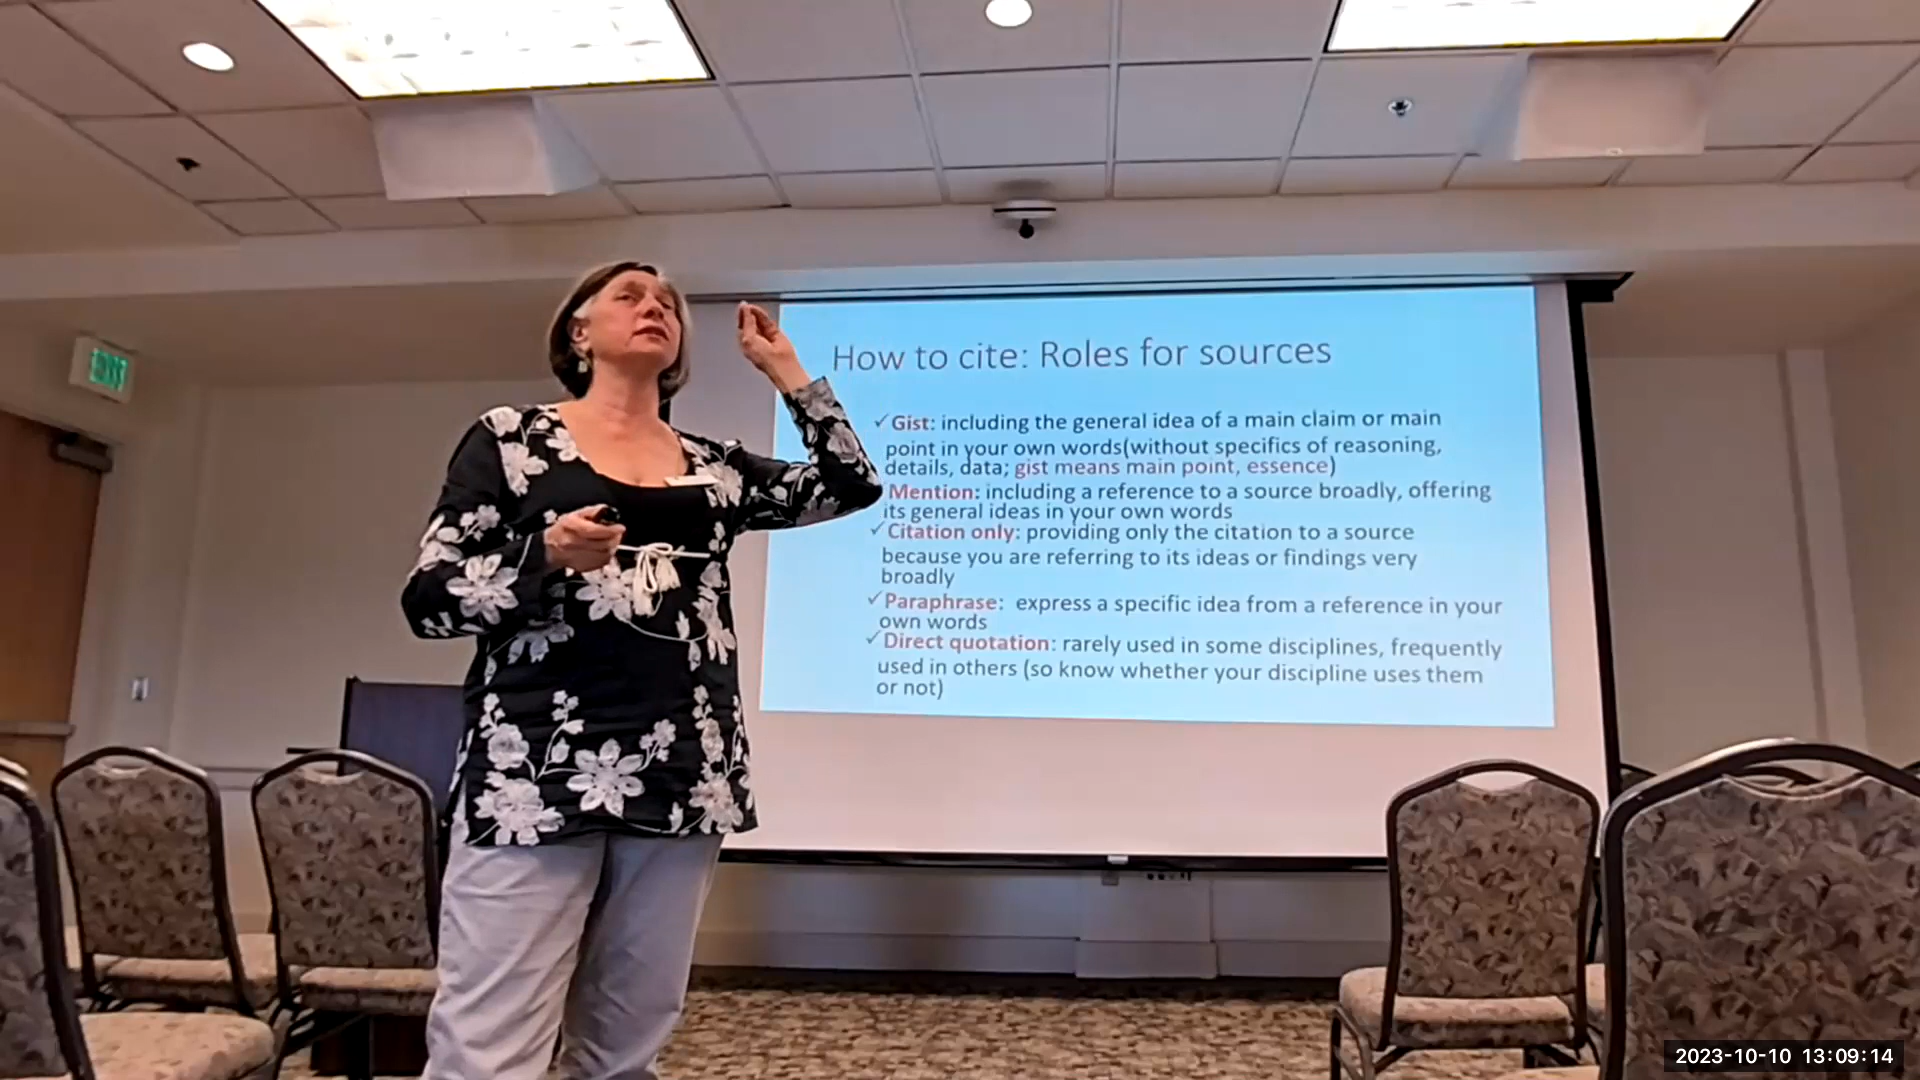 EXIT
How to cite: Roles for sources
✓Gist: including the general idea of a main claim or main
point in your own words(without specifics of reasoning,
details, data; gist means main point, essence)
Mention: including a reference to a source broadly, offering
its general ideas in your own words
✓Citation only: providing only the citation to a source
because you are referring to its ideas or findings very
broadly
✓Paraphrase: express a specific idea from a reference in your
own words
✓Direct quotation: rarely used in some disciplines, frequently
used in others (so know whether your discipline uses them
or not)
2023-10-10 13:09:14